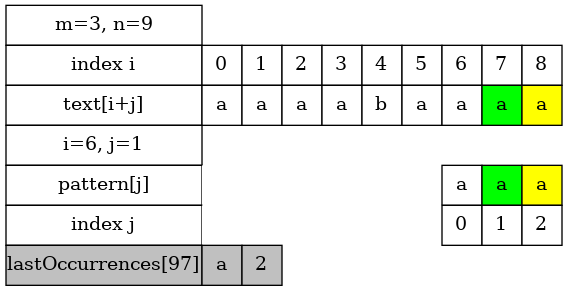 m=3, n=9
index i 0 1 2 3 4 5 6 7 8
text[i+j] a a a a b a a a a
i=6, j=1
pattern[j] a a a
index j 0 1 2
lastOccurrences[97] a 2